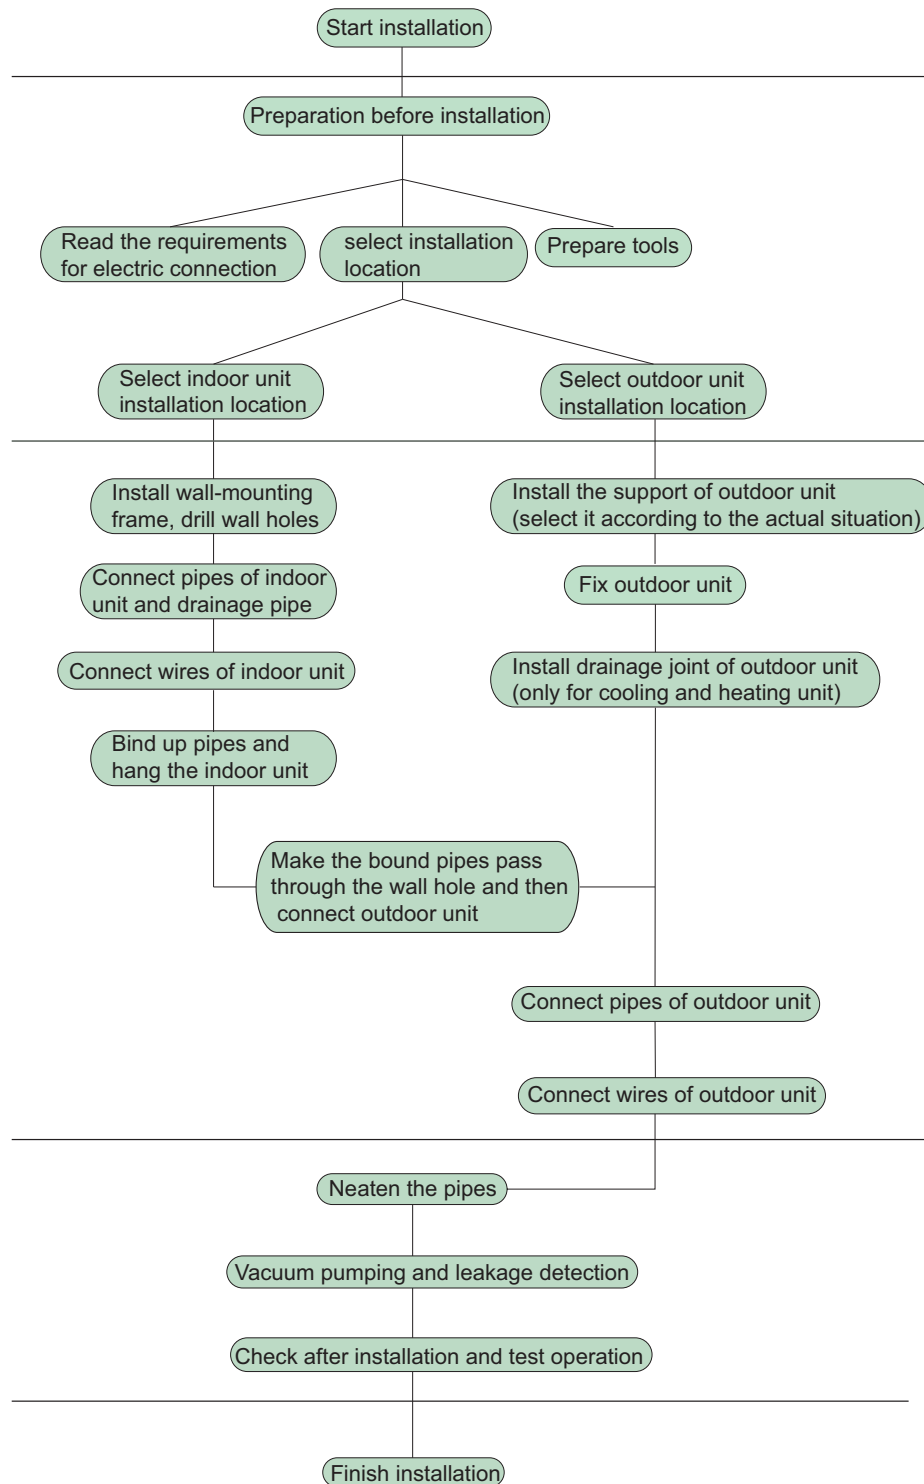 Start installation
Preparation before installation
Read the requirements
for electric connection
select installation
location
Prepare tools
Select indoor unit
installation location
Select outdoor unit
installation location
Install wall-mounting
frame, drill wall holes
Install the support of outdoor unit
(select it according to the actual situation)
Connect pipes of indoor
unit and drainage pipe
Fix outdoor unit
Connect wires of indoor unit
Install drainage joint of outdoor unit
(only for cooling and heating unit)
Bind up pipes and
hang the indoor unit
Make the bound pipes pass
through the wall hole and then
connect outdoor unit
Connect pipes of outdoor unit
Connect wires of outdoor unit
Neaten the pipes
Vacuum pumping and leakage detection
Check after installation and test operation
Finish installation